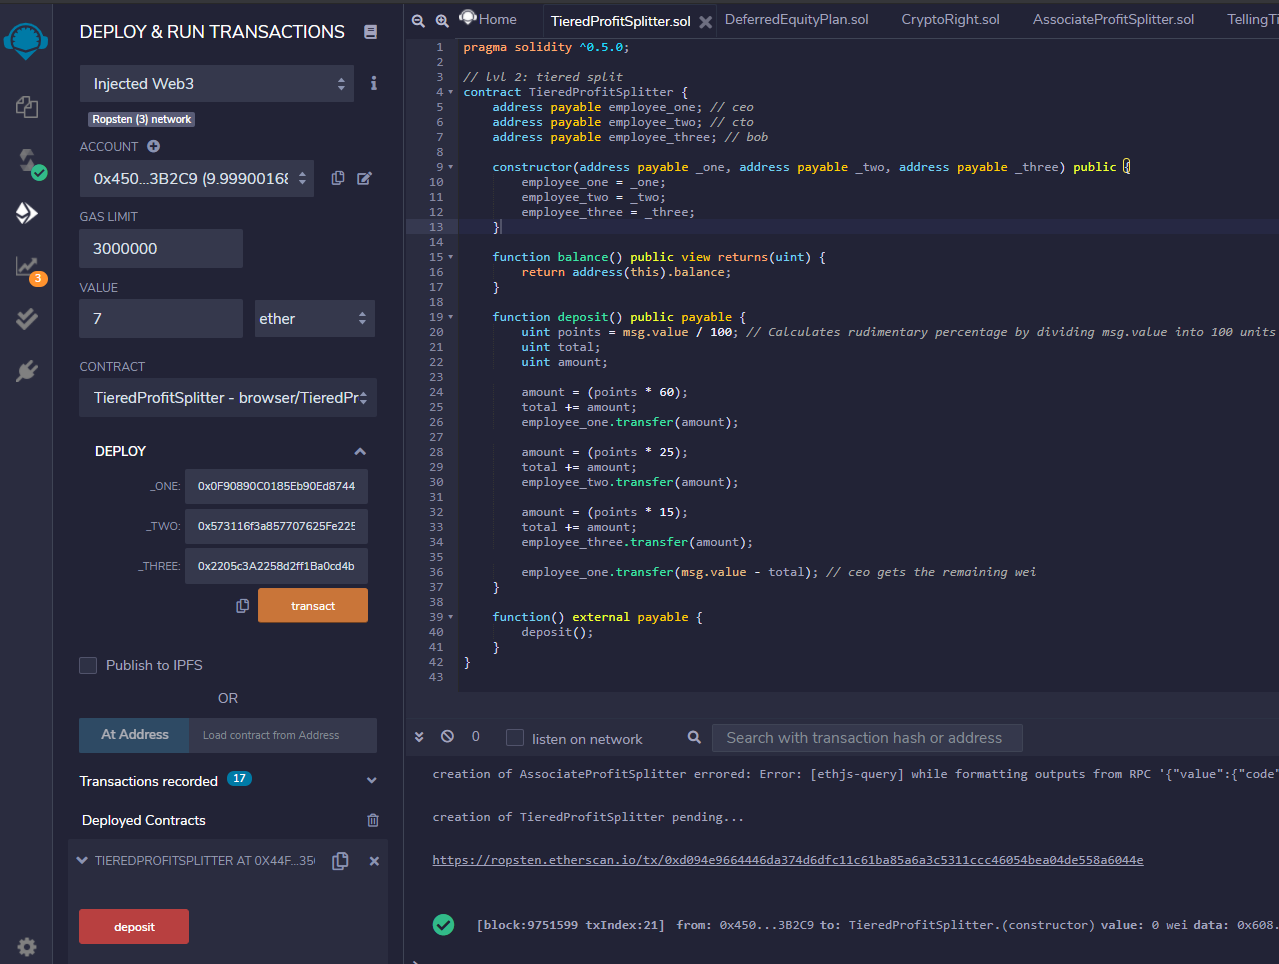 DEPLOY & RUN TRANSACTIONS
Injected Web3
Ropsten (3) network
ACCOUNT
0x450...3B2C9 (9.99900168
GAS LIMIT
3000000
VALUE
7
ether
CONTRACT
TieredProfitSplitter - browser/TieredPr
DEPLOY
_ONE:
0x0F90890C0185Eb90Ed8744
_TWO:
0x573116f3a857707625Fe225
_THREE:
0x2205c3A2258d2ff1Ba0cd4b
transact
Publish to IPFS
OR
At Address
Load contract from Address
Transactions recorded 17
Deployed Contracts
TIEREDPROFITSPLITTER AT 0X44F...35
deposit
3
Home
TieredProfitSplitter.sol
DeferredEquityPlan.sol
CryptoRight.sol
AssociateProfitSplitter.sol
TellingTi
1 pragma solidity ^0.5.0;
2
3 // lvl 2: tiered split
4 contract TieredProfitSplitter {
5 address payable employee_one; // ceo
6 address payable employee_two; // cto
7 address payable employee_three; // bob
8
9 constructor(address payable _one, address payable _two, address payable _three) public {
10 employee_one = _one;
11 employee_two = _two;
12 employee_three = _three;
13 }
14
15 function balance() public view returns(uint) {
16 return address(this).balance;
17 }
18
19 function deposit() public payable {
20 uint points = msg.value / 100; // Calculates rudimentary percentage by dividing msg.value into 100 units
21 uint total;
22 uint amount;
23
24 amount = (points * 60);
25 total += amount;
26 employee_one.transfer(amount);
27
28 amount = (points * 25);
29 total += amount;
30 employee_two.transfer(amount);
31
32 amount = (points * 15);
33 total += amount;
34 employee_three.transfer(amount);
35
36 employee_one.transfer(msg.value - total); // ceo gets the remaining wei
37 }
38
39 function() external payable {
40 deposit();
41 }
42 }
43
0
listen on network
Search with transaction hash or address
creation of AssociateProfitSplitter errored: Error: [ethjs-query] while formatting outputs from RPC '{"value":{"code"
creation of TieredProfitSplitter pending...
https://ropsten.etherscan.io/tx/0xd094e9664446da374d6dfc11c61ba85a6a3c5311ccc46054bea04de558a6044e
[block:9751599 txIndex:21] from: 0x450...3B2C9 to: TieredProfitSplitter.(constructor) value: 0 wei data: 0x608.